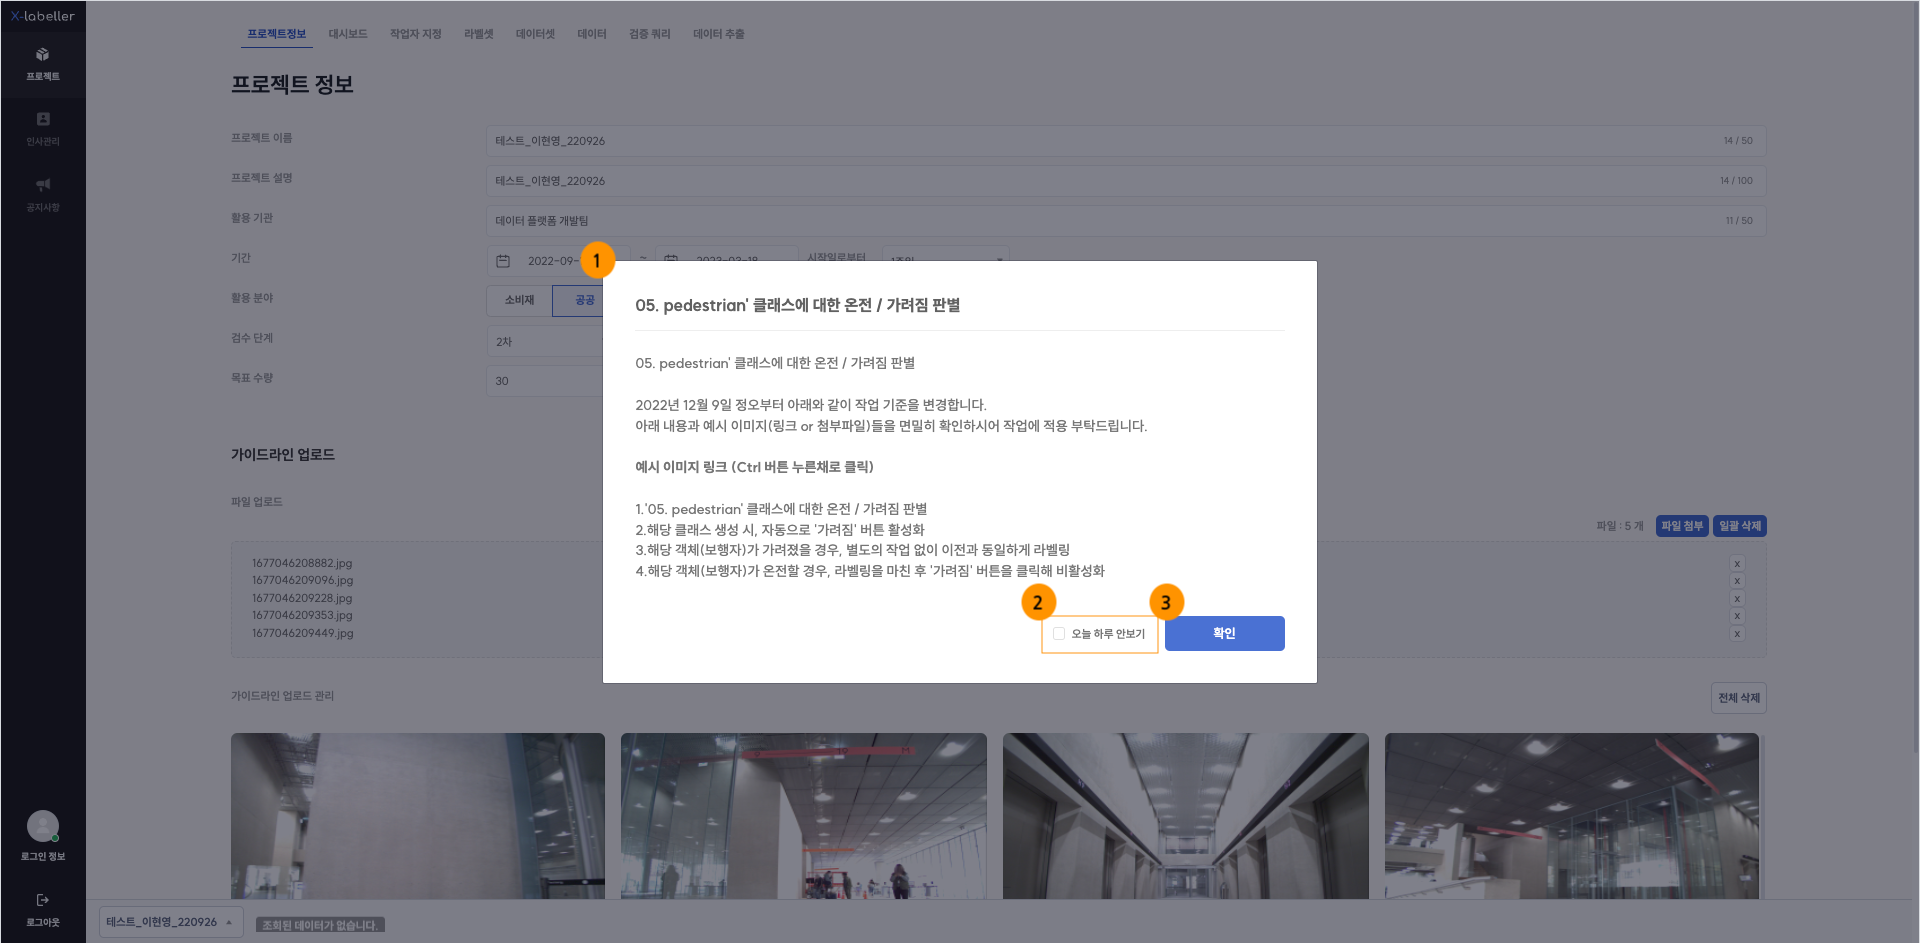 X-labeller
프로젝트
인사관리
공지사항
로그인 정보
로그아웃
프로젝트정보 대시보드 작업자 지정 라벨셋 데이터셋 데이터 검증 쿼리 데이터 추출
프로젝트 정보
프로젝트 이름 테스트_이현영_220926 14 / 50
프로젝트 설명 테스트_이현영_220926 14 / 100
활용 기관 데이터 플랫폼 개발팀 11 / 50
기간 2022-09- ~ 시작일로부터
활용 분야 소비재 공공
검수 단계 2차
목표 수량 30
1
05. pedestrian' 클래스에 대한 온전 / 가려짐 판별
05. pedestrian' 클래스에 대한 온전 / 가려짐 판별
2022년 12월 9일 정오부터 아래와 같이 작업 기준을 변경합니다.
아래 내용과 예시 이미지(링크 or 첨부파일)들을 면밀히 확인하시어 작업에 적용 부탁드립니다.
예시 이미지 링크 (Ctrl 버튼 누른채로 클릭)
1.'05. pedestrian' 클래스에 대한 온전 / 가려짐 판별
2.해당 클래스 생성 시, 자동으로 '가려짐' 버튼 활성화
3.해당 객체(보행자)가 가려졌을 경우, 별도의 작업 없이 이전과 동일하게 라벨링
4.해당 객체(보행자)가 온전할 경우, 라벨링을 마친 후 '가려짐' 버튼을 클릭해 비활성화
2 3
오늘 하루 안보기 확인
가이드라인 업로드
파일 업로드
파일 : 5 개 파일 첨부 일괄 삭제
1677046208882.jpg x
1677046209096.jpg x
1677046209228.jpg x
1677046209353.jpg x
1677046209449.jpg x
가이드라인 업로드 관리 전체 삭제
테스트_이현영_220926 조회된 데이터가 없습니다.